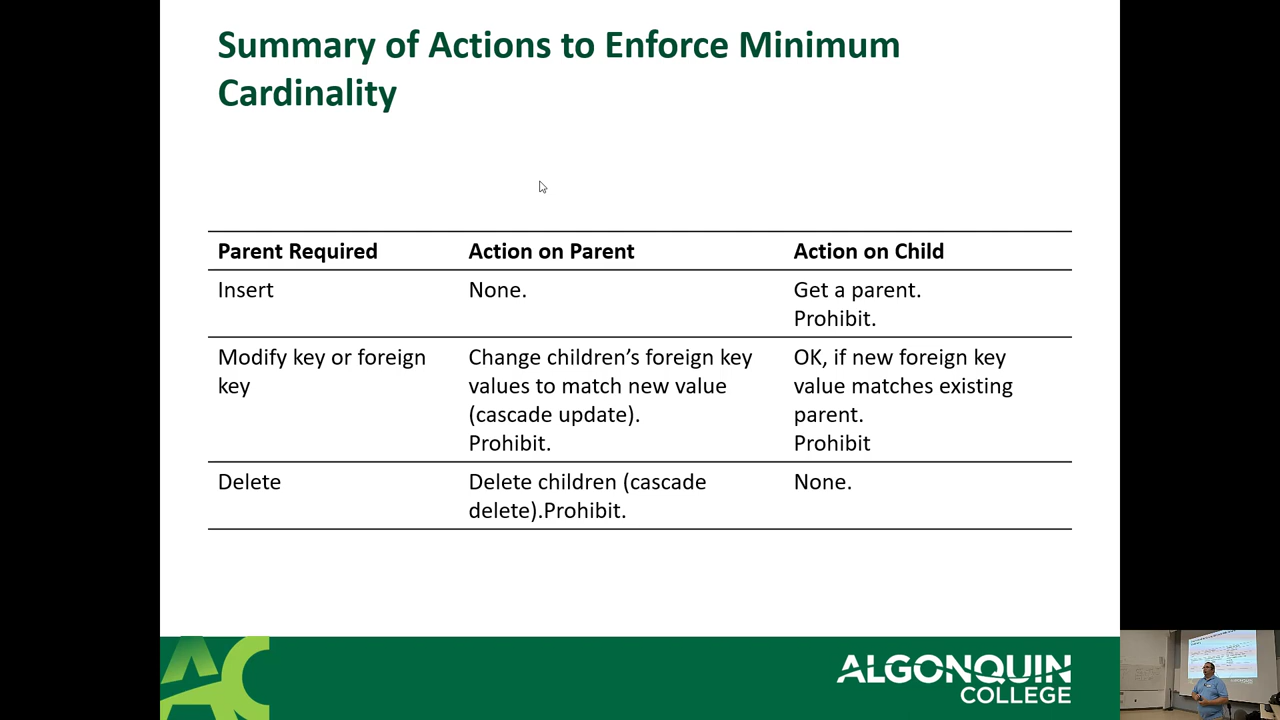 Summary of Actions to Enforce Minimum
Cardinality
Parent Required
Action on Parent
Action on Child
Insert
None.
Get a parent.
Prohibit.
Modify key or foreign
key
Change children's foreign key
values to match new value
(cascade update).
Prohibit.
OK, if new foreign key
value matches existing
parent.
Prohibit
Delete
Delete children (cascade
delete).Prohibit.
None.
AC
ALGONQUIN
COLLEGE